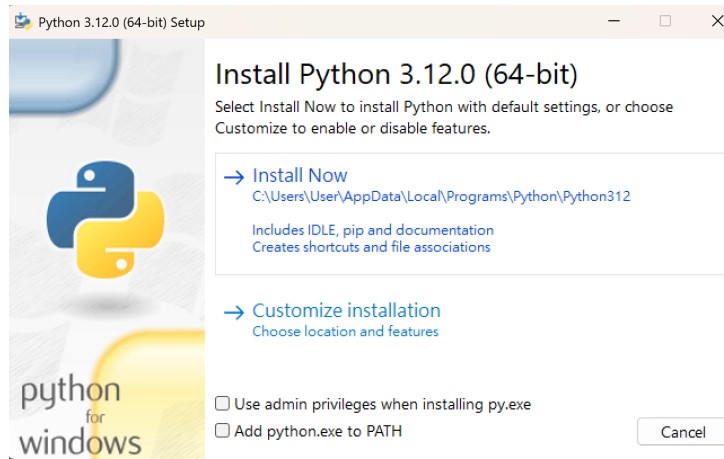 Python 3.12.0 (64-bit) Setup
Install Python 3.12.0 (64-bit)
Select Install Now to install Python with default settings, or choose
Customize to enable or disable features.
Install Now
C:\Users\User\AppData\Local\Programs\Python\Python312
Includes IDLE, pip and documentation
Creates shortcuts and file associations
Customize installation
Choose location and features
python
for
windows
Use admin privileges when installing py.exe
Add python.exe to PATH
Cancel